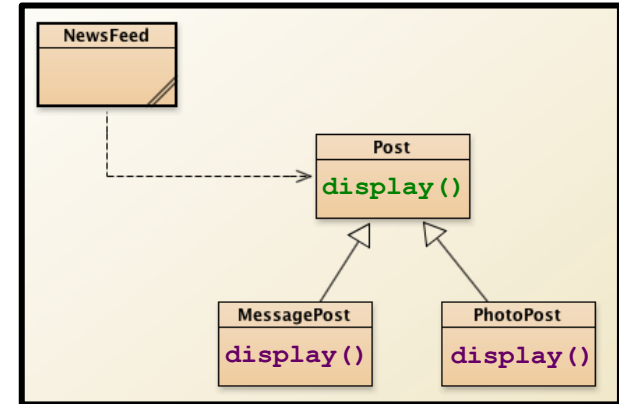 NewsFeed
Post
display()
MessagePost
display()
PhotoPost
display()